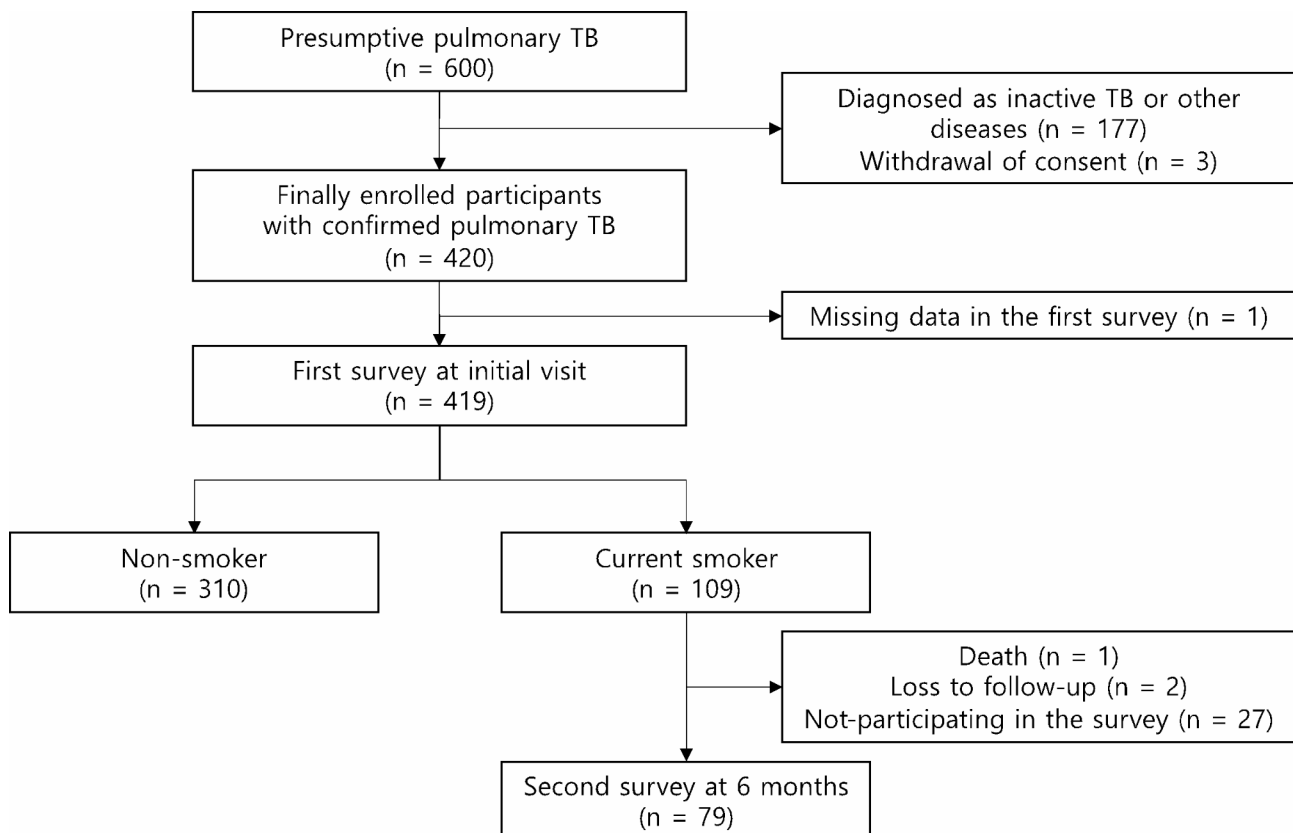 Presumptive pulmonary TB
(n = 600)
Diagnosed as inactive TB or other
diseases (n = 177)
Withdrawal of consent (n = 3)
Finally enrolled participants
with confirmed pulmonary TB
(n = 420)
Missing data in the first survey (n = 1)
First survey at initial visit
(n = 419)
Non-smoker
(n = 310)
Current smoker
(n = 109)
Death (n = 1)
Loss to follow-up (n = 2)
Not-participating in the survey (n = 27)
Second survey at 6 months
(n = 79)